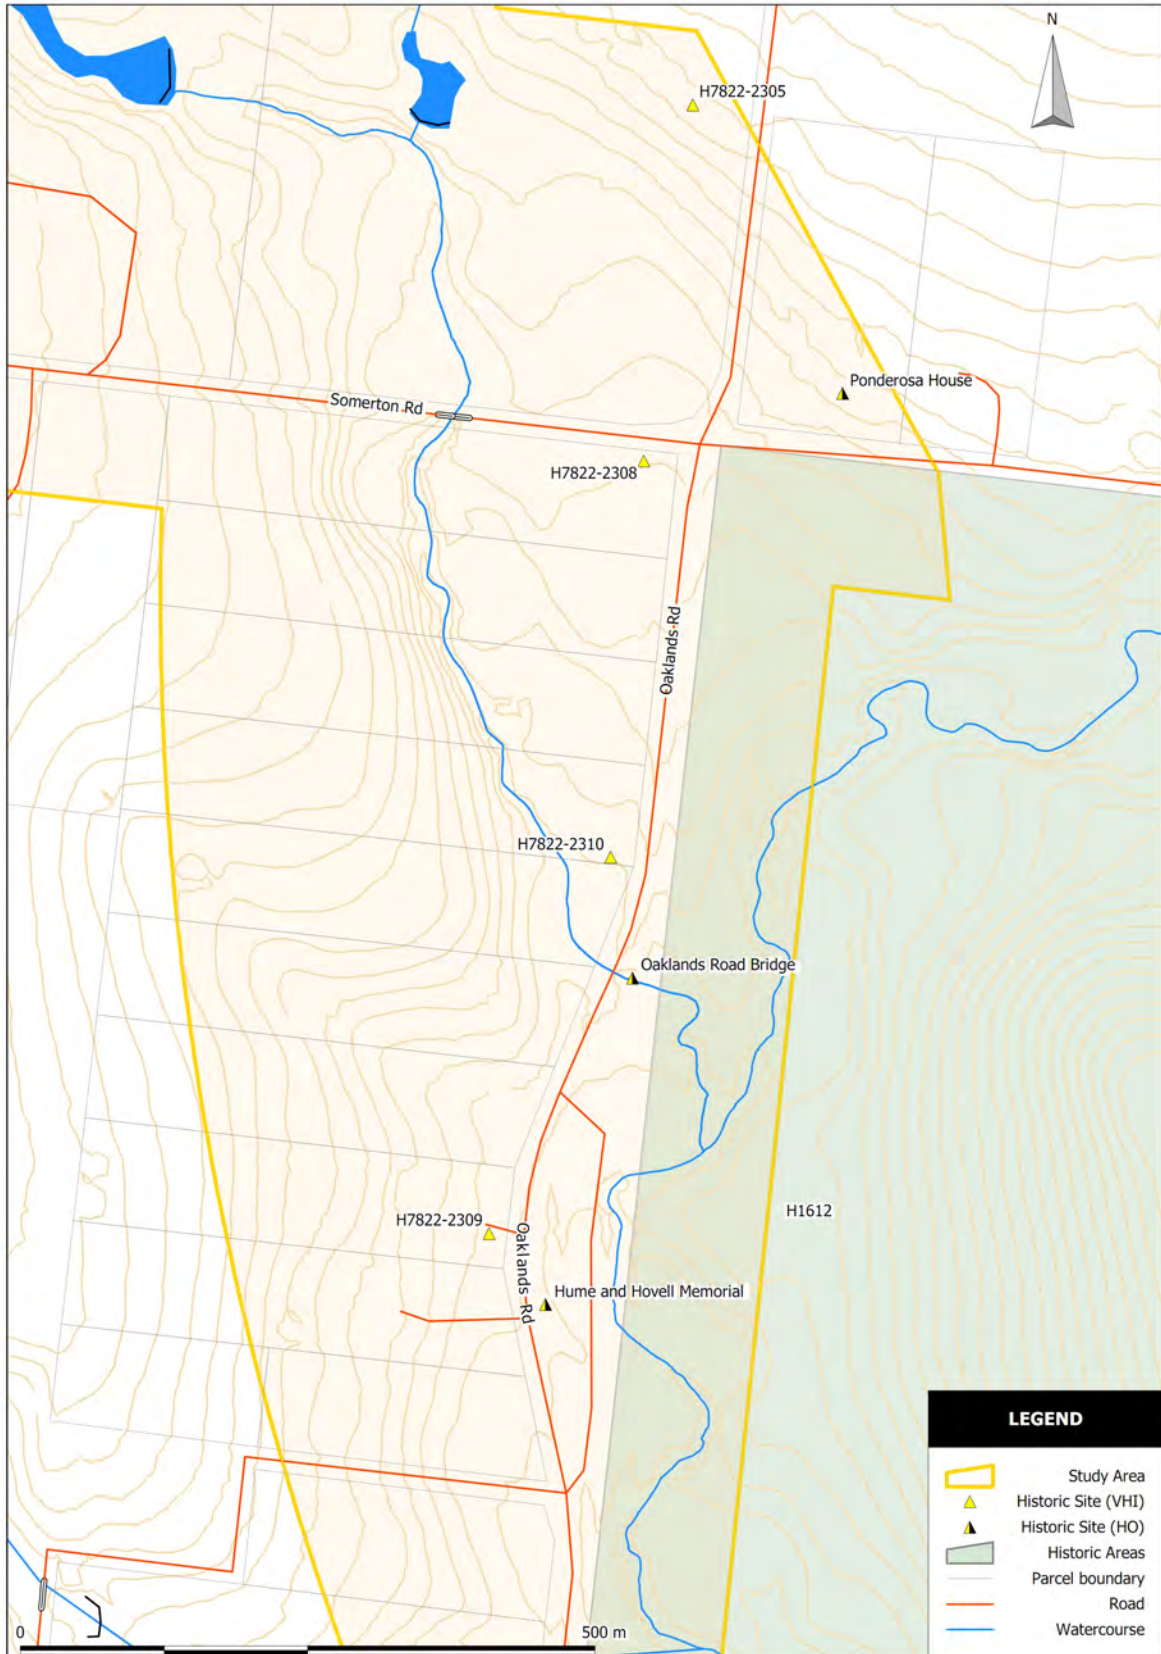 N
H7822-2305
Ponderosa House
Somerton Rd
H7822-2308
Oaklands Rd
H7822-2310
Oaklands Road Bridge
H1612
H7822-2309
Oaklands Rd
Hume and Hovell Memorial
LEGEND
Study Area
Historic Site (VHI)
Historic Site (HO)
Historic Areas
Parcel boundary
Road
Watercourse
0
500 m